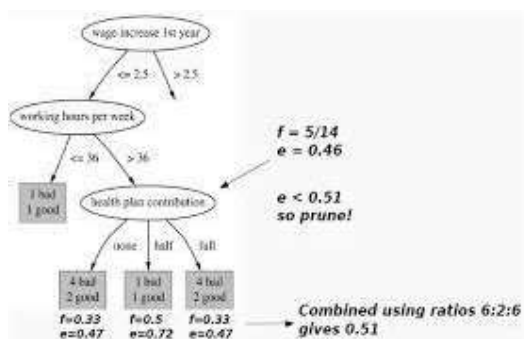 wage increase 1st year
<= 2.5
> 2.5
working hours per week
<= 36
> 36
f = 5/14
e = 0.46
1 bad
1 good
health plan contribution
e < 0.51
so prune!
none
half
full
4 bad
2 good
1 bad
1 good
4 bad
2 good
f=0.33
e=0.47
f=0.5
e=0.72
f=0.33
e=0.47
Combined using ratios 6:2:6
gives 0.51